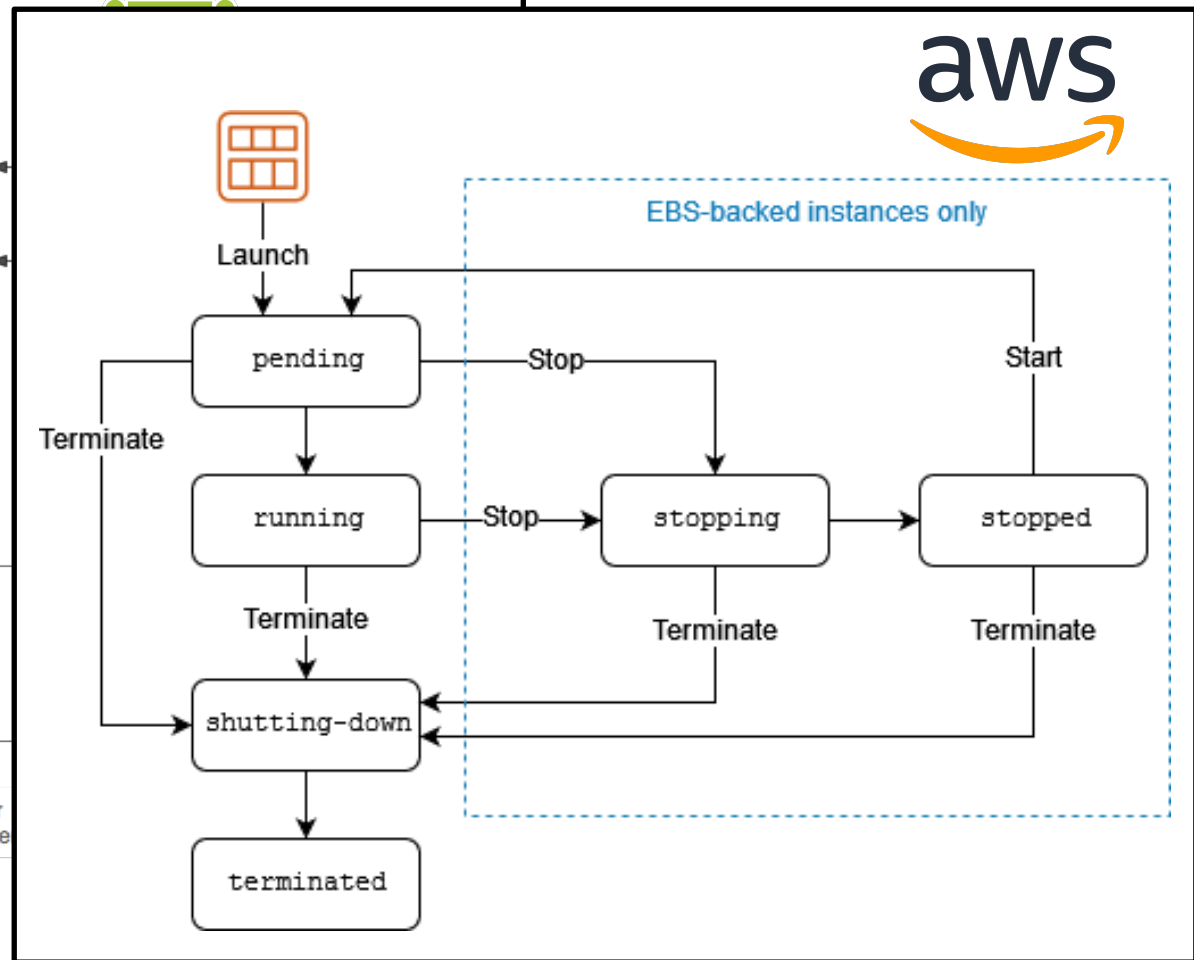 aws
EBS-backed instances only
Launch
pending
Stop
Start
Terminate
running
Stop
stopping
stopped
Terminate
Terminate
Terminate
shutting-down
terminated